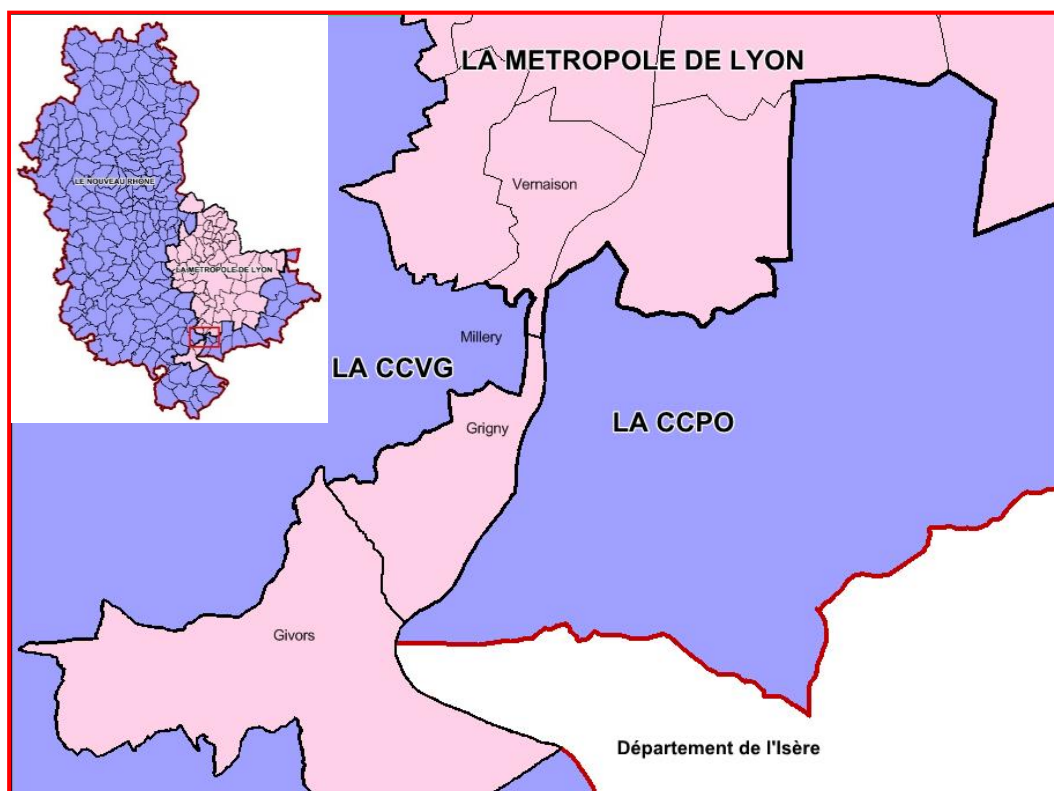 LA METROPOLE DE LYON
LE NOUVEAU RHONE
Vernaison
LA METROPOLE DE LYON
Millery
LA CCVG
LA CCPO
Grigny
Givors
Département de l'Isère